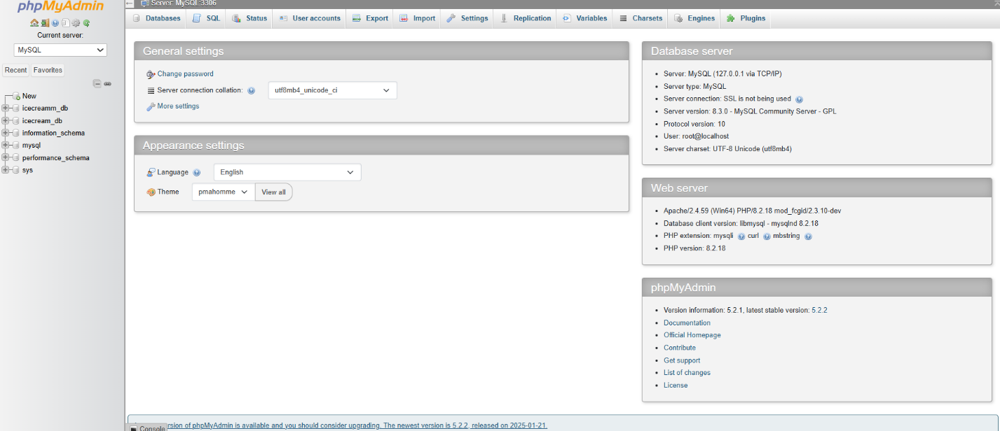 phpMyAdmin
Current server:
MySQL
Recent Favorites
New
icecreamm_db
icecream_db
information_schema
mysql
performance_schema
sys
Server: MySQL:3306
Databases SQL Status User accounts Export Import Settings Replication Variables Charsets Engines Plugins
General settings
Change password
Server connection collation: utf8mb4_unicode_ci
More settings
Appearance settings
Language English
Theme pmahomme View all
Database server
Server: MySQL (127.0.0.1 via TCP/IP)
Server type: MySQL
Server connection: SSL is not being used
Server version: 8.3.0 - MySQL Community Server - GPL
Protocol version: 10
User: root@localhost
Server charset: UTF-8 Unicode (utf8mb4)
Web server
Apache/2.4.59 (Win64) PHP/8.2.18 mod_fcgid/2.3.10-dev
Database client version: libmysql - mysqlnd 8.2.18
PHP extension: mysqli curl mbstring
PHP version: 8.2.18
phpMyAdmin
Version information: 5.2.1, latest stable version: 5.2.2
Documentation
Official Homepage
Contribute
Get support
List of changes
License
Console
rsion of phpMyAdmin is available and you should consider upgrading. The newest version is 5.2.2, released on 2025-01-21.